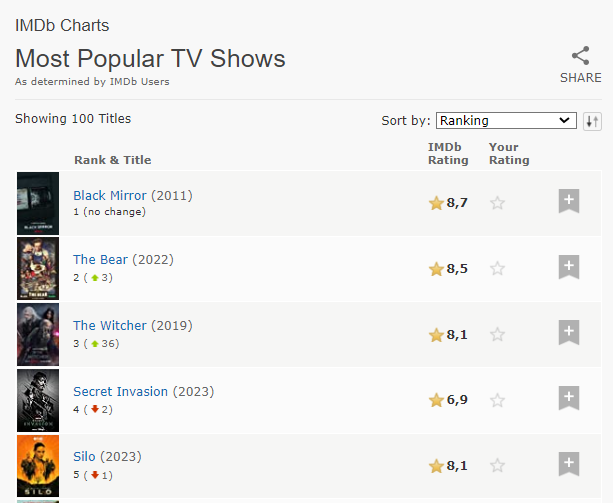 IMDb Charts
Most Popular TV Shows
As determined by IMDb Users
SHARE
Showing 100 Titles
Sort by: Ranking
Rank & Title IMDb Rating Your Rating
BLACK MIRROR
Black Mirror (2011) 8,7
1 (no change)
THE BEAR
The Bear (2022) 8,5
2 ( 3)
The Witcher (2019) 8,1
3 ( 36)
INVASION
Secret Invasion (2023) 6,9
4 ( 2)
SILO
Silo (2023) 8,1
5 ( 1)